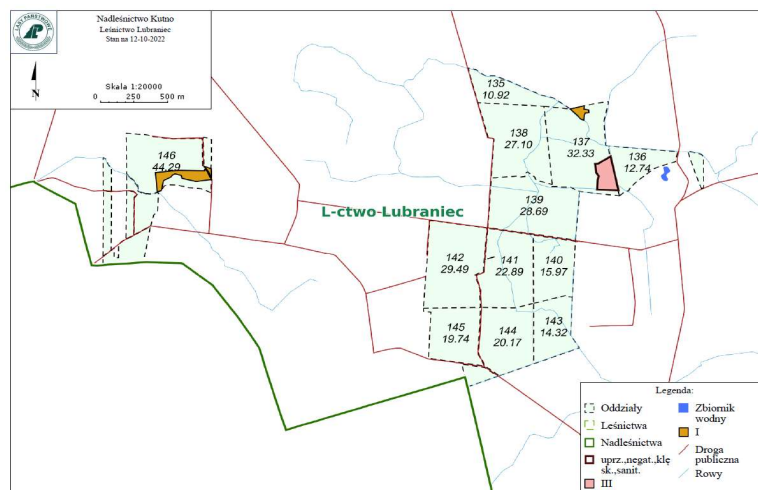 LASY PAŃSTWOWE
Nadleśnictwo Kutno
Leśnictwo Lubraniec
Stan na 12-10-2022
N
Skala 1:20000
0 250 500 m
135
10.92
138
27.10
137
32.33
136
12.74
146
44.29
139
28.69
L-ctwo-Lubraniec
142
29.49
141
22.89
140
15.97
145
19.74
144
20.17
143
14.32
Legenda:
Oddziały
Leśnictwa
Nadleśnictwa
uprz.,negat.,klę
sk.,sanit.
III
Zbiornik
wodny
I
Droga
publiczna
Rowy